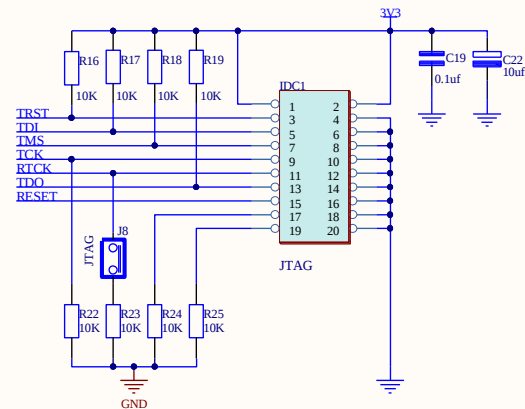 3V3
R16 R17 R18 R19
10K 10K 10K 10K
C19 C22
0.1uf 10uf
IDC1
1 2
TRST 3 4
TDI 5 6
TMS 7 8
TCK 9 10
RTCK 11 12
TDO 13 14
RESET 15 16
17 18
19 20
JTAG J8
JTAG
R22 R23 R24 R25
10K 10K 10K 10K
GND